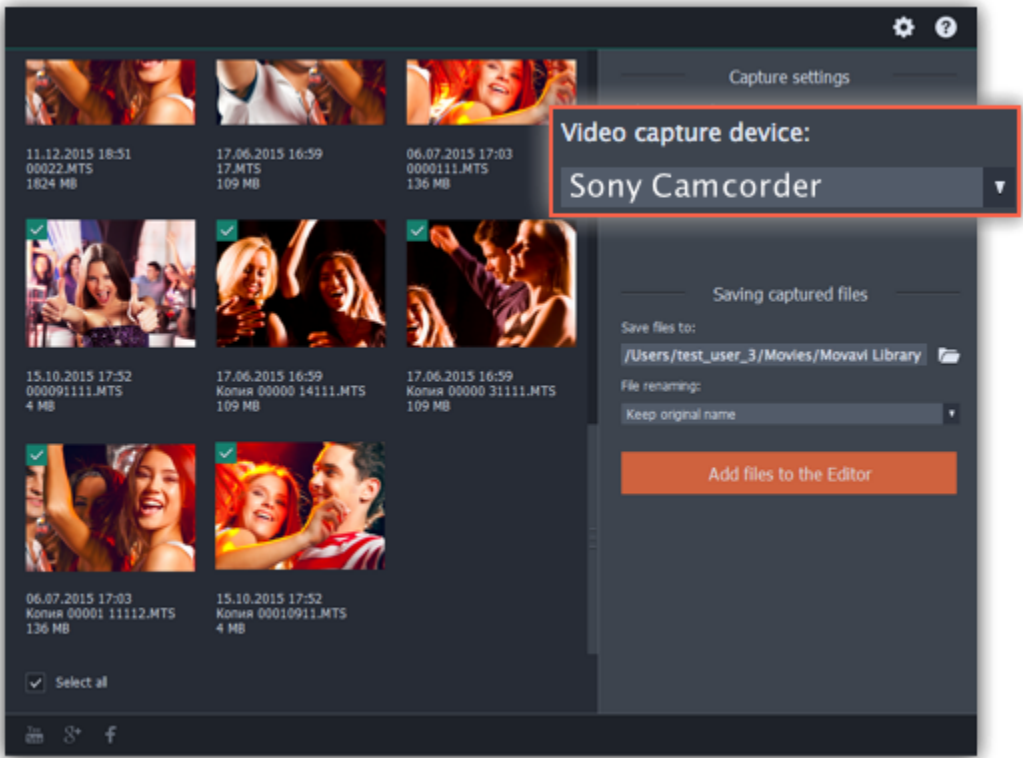 Capture settings
Video capture device:
Sony Camcorder
11.12.2015 18:51
00022.MTS
1824 MB
17.06.2015 16:59
17.MTS
109 MB
06.07.2015 17:03
0000111.MTS
136 MB
15.10.2015 17:52
000091111.MTS
4 MB
17.06.2015 16:59
Копия 00000 14111.MTS
109 MB
17.06.2015 16:59
Копия 00000 31111.MTS
109 MB
06.07.2015 17:03
Копия 00001 11112.MTS
136 MB
15.10.2015 17:52
Копия 00010911.MTS
4 MB
Select all
Saving captured files
Save files to:
/Users/test_user_3/Movies/Movavi Library
File renaming:
Keep original name
Add files to the Editor